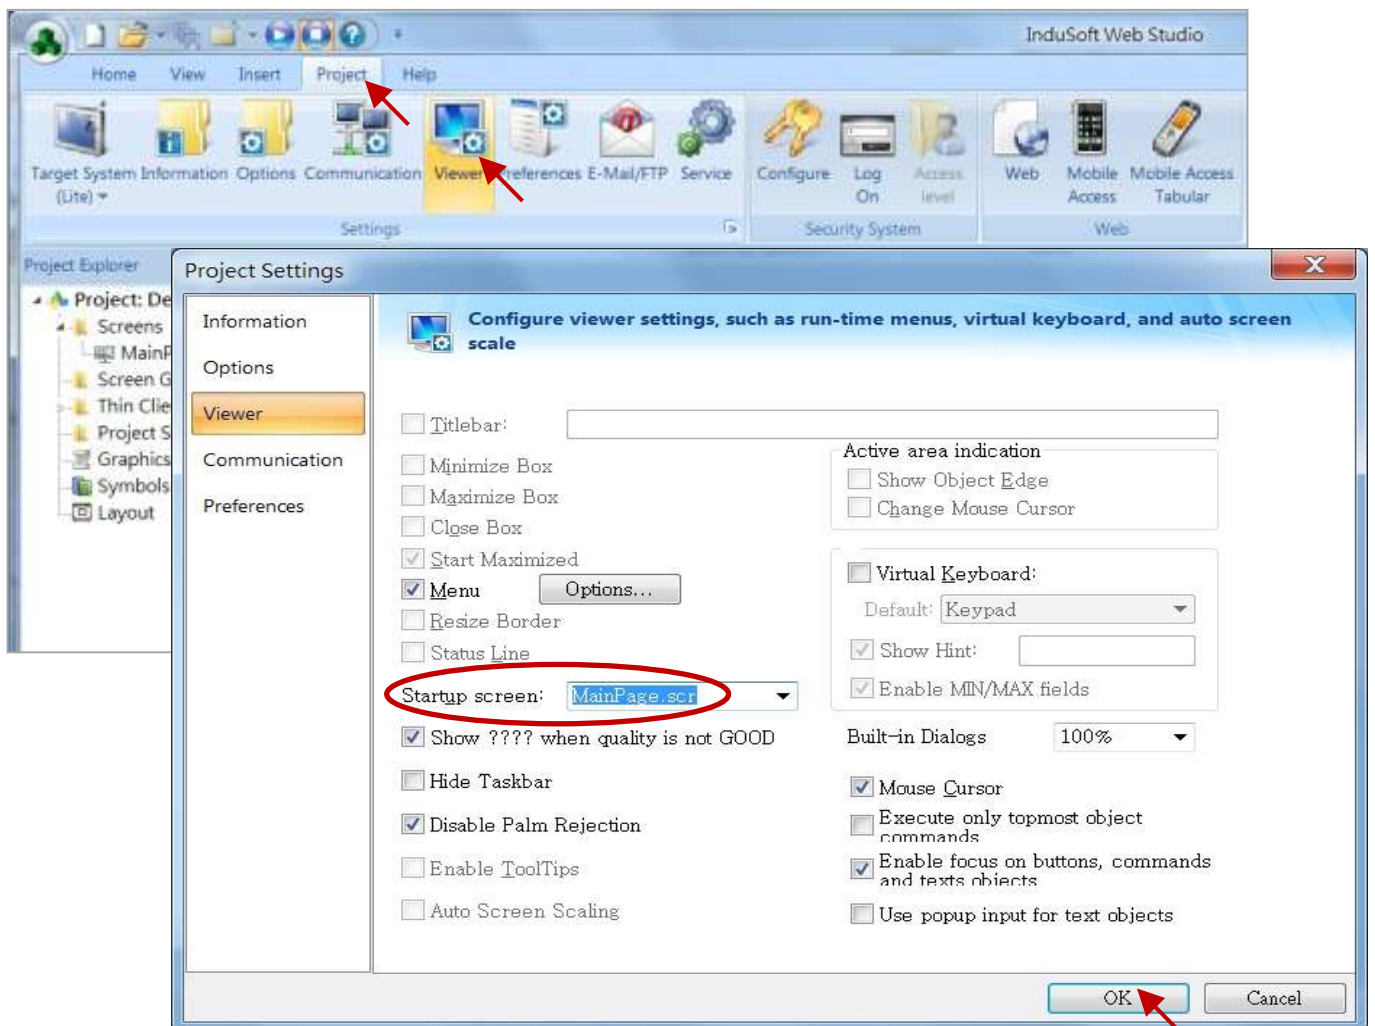 InduSoft Web Studio
Home View Insert Project Help
Target System (Lite)
Information
Options
Communication
Viewer
Preferences
E-Mail/FTP
Service
Configure
Log On
Access level
Web
Mobile Access
Mobile Access Tabular
Settings
Security System
Web
Project Explorer
Project: De
Screens
MainP
Screen G
Thin Clie
Project S
Graphics
Symbols
Layout
Project Settings
Information
Options
Viewer
Communication
Preferences
Configure viewer settings, such as run-time menus, virtual keyboard, and auto screen
scale
Titlebar:
Minimize Box
Maximize Box
Close Box
Start Maximized
Menu Options...
Resize Border
Status Line
Startup screen: MainPage.scr
Show ???? when quality is not GOOD
Hide Taskbar
Disable Palm Rejection
Enable ToolTips
Auto Screen Scaling
Active area indication
Show Object Edge
Change Mouse Cursor
Virtual Keyboard:
Default: Keypad
Show Hint:
Enable MIN/MAX fields
Built-in Dialogs 100%
Mouse Cursor
Execute only topmost object
commands
Enable focus on buttons, commands
and texts objects
Use popup input for text objects
OK Cancel